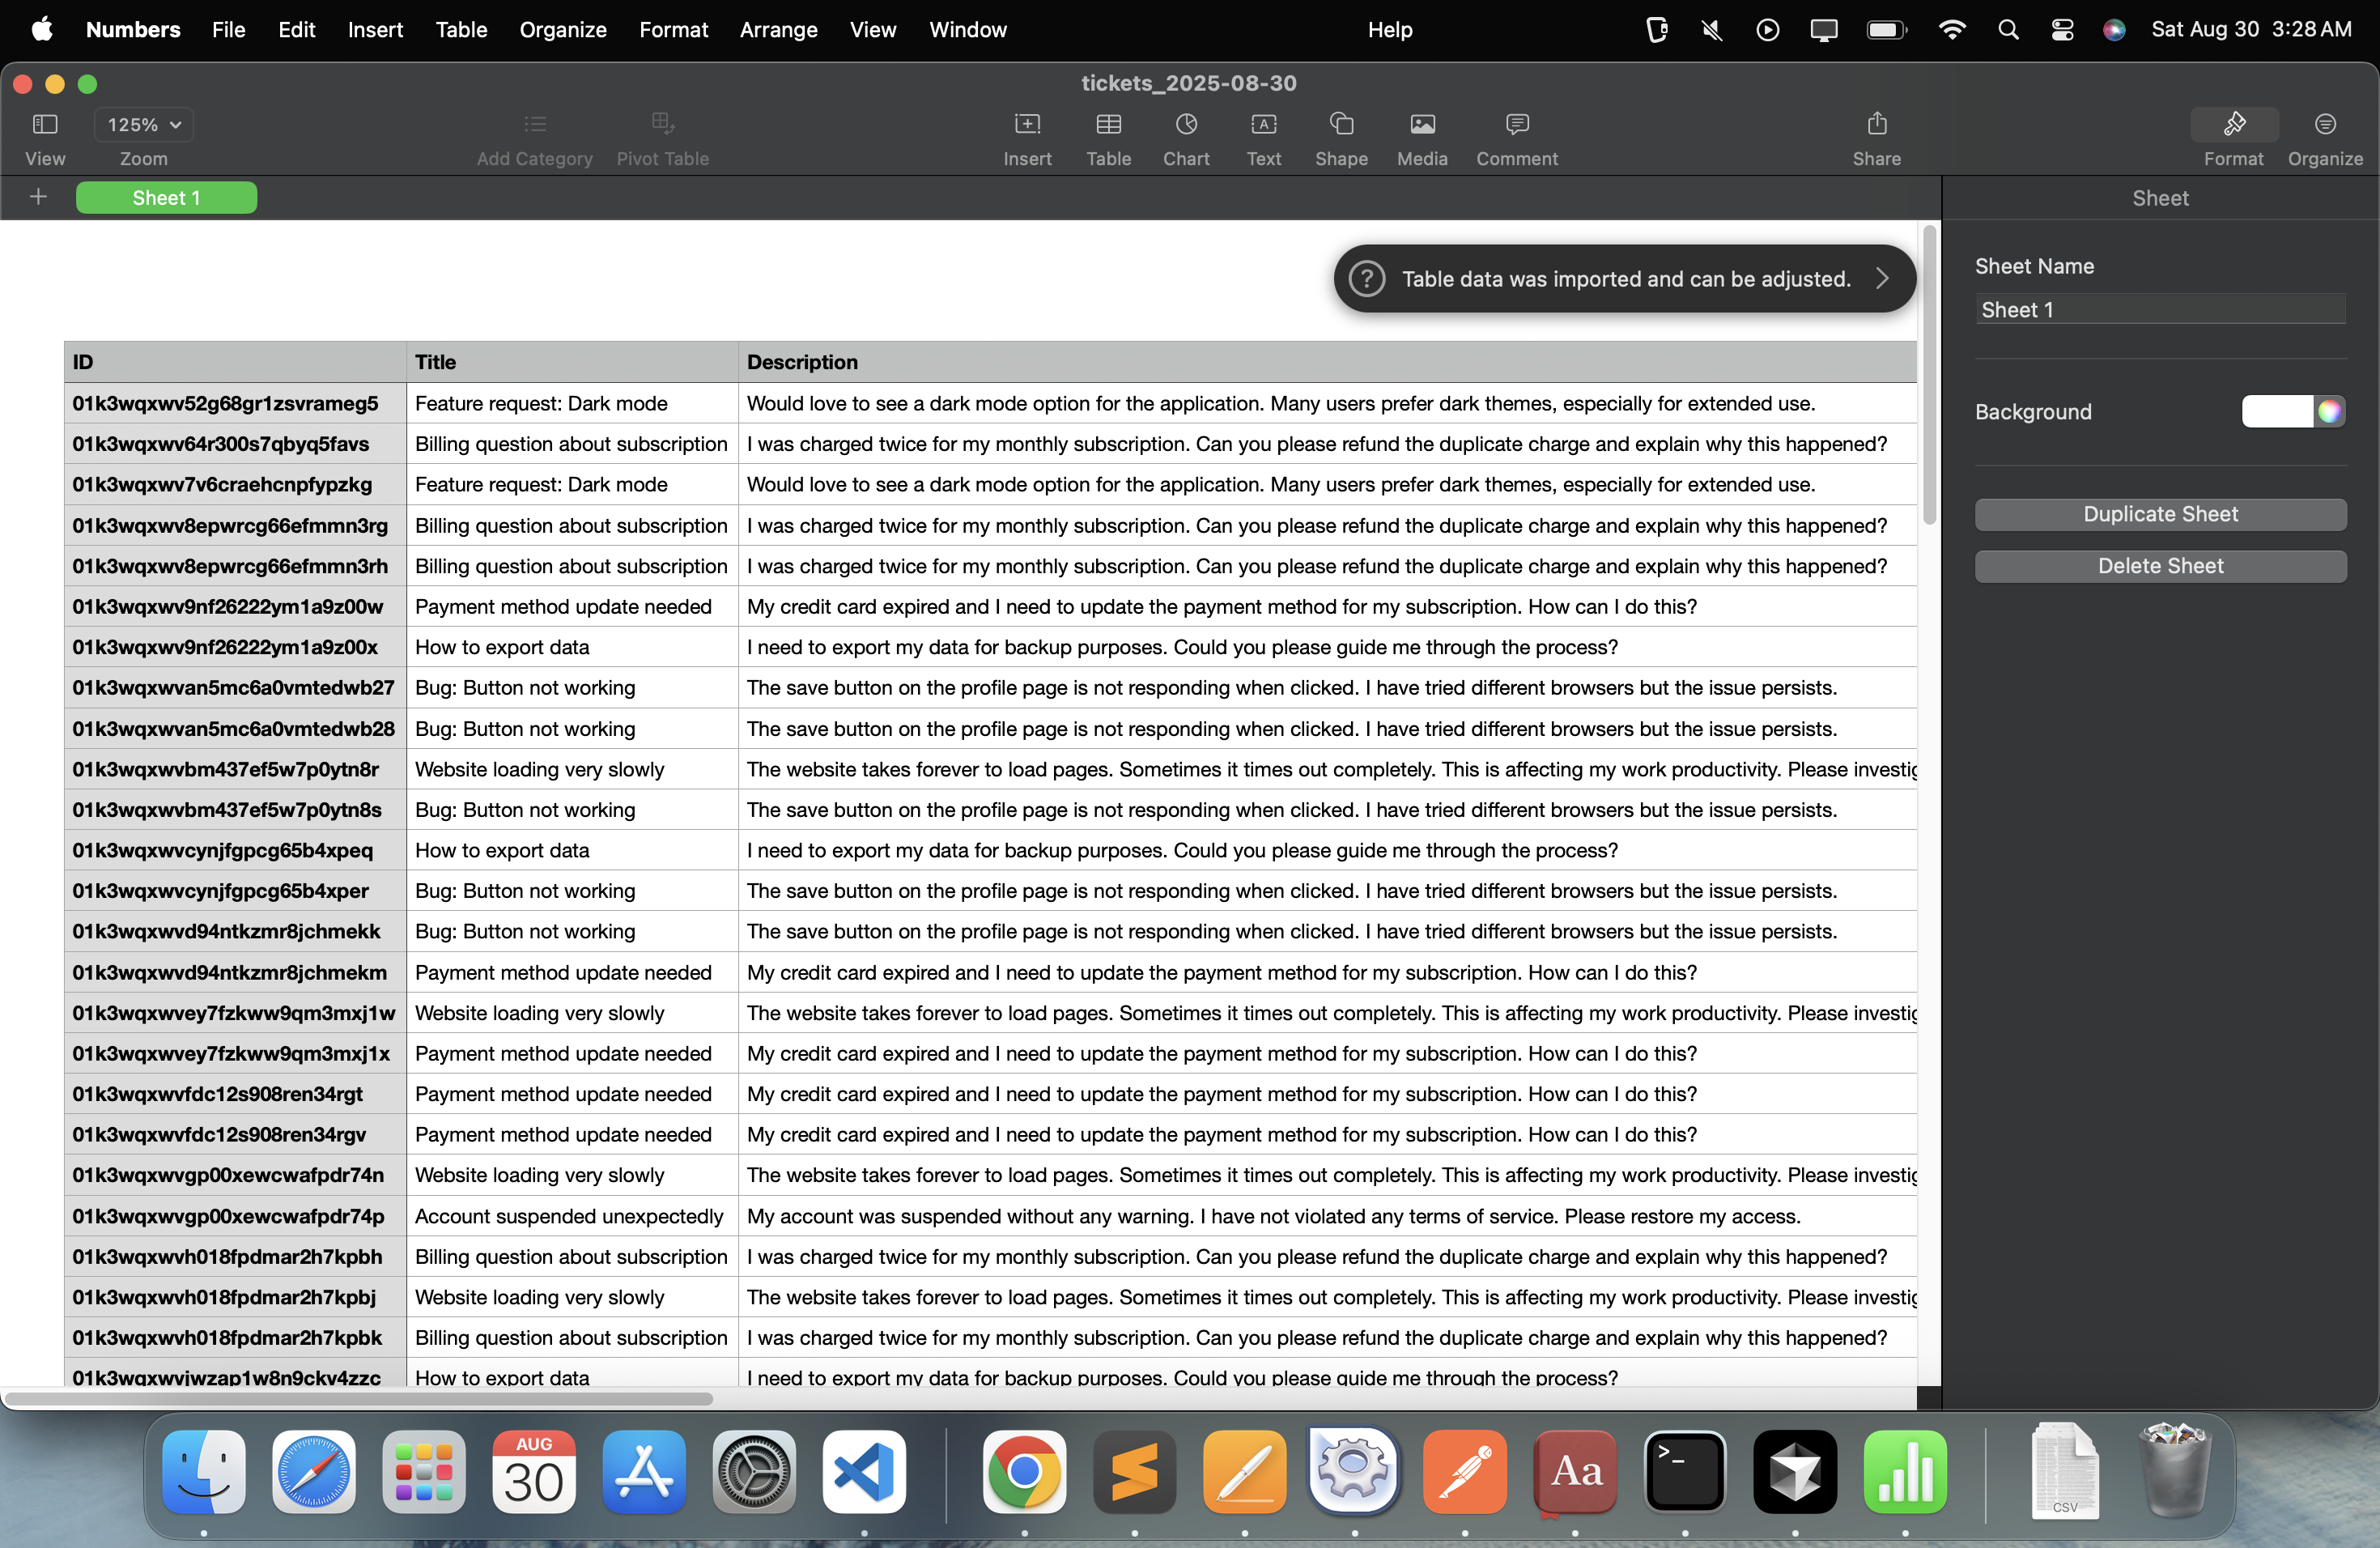 Numbers File Edit Insert Table Organize Format Arrange View Window Help Sat Aug 30 3:28 AM
tickets_2025-08-30
125%
View Zoom Add Category Pivot Table Insert Table Chart Text Shape Media Comment Share Format Organize
Sheet 1
Table data was imported and can be adjusted.
ID Title Description
01k3wqxwv52g68gr1zsvrameg5 Feature request: Dark mode Would love to see a dark mode option for the application. Many users prefer dark themes, especially for extended use.
01k3wqxwv64r300s7qbyq5favs Billing question about subscription I was charged twice for my monthly subscription. Can you please refund the duplicate charge and explain why this happened?
01k3wqxwv7v6craehcnpfypzkg Feature request: Dark mode Would love to see a dark mode option for the application. Many users prefer dark themes, especially for extended use.
01k3wqxwv8epwrcg66efmmn3rg Billing question about subscription I was charged twice for my monthly subscription. Can you please refund the duplicate charge and explain why this happened?
01k3wqxwv8epwrcg66efmmn3rh Billing question about subscription I was charged twice for my monthly subscription. Can you please refund the duplicate charge and explain why this happened?
01k3wqxwv9nf26222ym1a9z00w Payment method update needed My credit card expired and I need to update the payment method for my subscription. How can I do this?
01k3wqxwv9nf26222ym1a9z00x How to export data I need to export my data for backup purposes. Could you please guide me through the process?
01k3wqxwvan5mc6a0vmtedwb27 Bug: Button not working The save button on the profile page is not responding when clicked. I have tried different browsers but the issue persists.
01k3wqxwvan5mc6a0vmtedwb28 Bug: Button not working The save button on the profile page is not responding when clicked. I have tried different browsers but the issue persists.
01k3wqxwvbm437ef5w7p0ytn8r Website loading very slowly The website takes forever to load pages. Sometimes it times out completely. This is affecting my work productivity. Please investig
01k3wqxwvbm437ef5w7p0ytn8s Bug: Button not working The save button on the profile page is not responding when clicked. I have tried different browsers but the issue persists.
01k3wqxwvcynjfgpcg65b4xpeq How to export data I need to export my data for backup purposes. Could you please guide me through the process?
01k3wqxwvcynjfgpcg65b4xper Bug: Button not working The save button on the profile page is not responding when clicked. I have tried different browsers but the issue persists.
01k3wqxwvd94ntkzmr8jchmekk Bug: Button not working The save button on the profile page is not responding when clicked. I have tried different browsers but the issue persists.
01k3wqxwvd94ntkzmr8jchmekm Payment method update needed My credit card expired and I need to update the payment method for my subscription. How can I do this?
01k3wqxwvey7fzkww9qm3mxj1w Website loading very slowly The website takes forever to load pages. Sometimes it times out completely. This is affecting my work productivity. Please investig
01k3wqxwvey7fzkww9qm3mxj1x Payment method update needed My credit card expired and I need to update the payment method for my subscription. How can I do this?
01k3wqxwvfdc12s908ren34rgt Payment method update needed My credit card expired and I need to update the payment method for my subscription. How can I do this?
01k3wqxwvfdc12s908ren34rgv Payment method update needed My credit card expired and I need to update the payment method for my subscription. How can I do this?
01k3wqxwvgp00xewcwafpdr74n Website loading very slowly The website takes forever to load pages. Sometimes it times out completely. This is affecting my work productivity. Please investig
01k3wqxwvgp00xewcwafpdr74p Account suspended unexpectedly My account was suspended without any warning. I have not violated any terms of service. Please restore my access.
01k3wqxwvh018fpdmar2h7kpbh Billing question about subscription I was charged twice for my monthly subscription. Can you please refund the duplicate charge and explain why this happened?
01k3wqxwvh018fpdmar2h7kpbj Website loading very slowly The website takes forever to load pages. Sometimes it times out completely. This is affecting my work productivity. Please investig
01k3wqxwvh018fpdmar2h7kpbk Billing question about subscription I was charged twice for my monthly subscription. Can you please refund the duplicate charge and explain why this happened?
01k3wqxwvjwzap1w8n9ckv4zzc How to export data I need to export my data for backup purposes. Could you please guide me through the process?
Sheet
Sheet Name
Sheet 1
Background
Duplicate Sheet
Delete Sheet
AUG
30
Aa
CSV